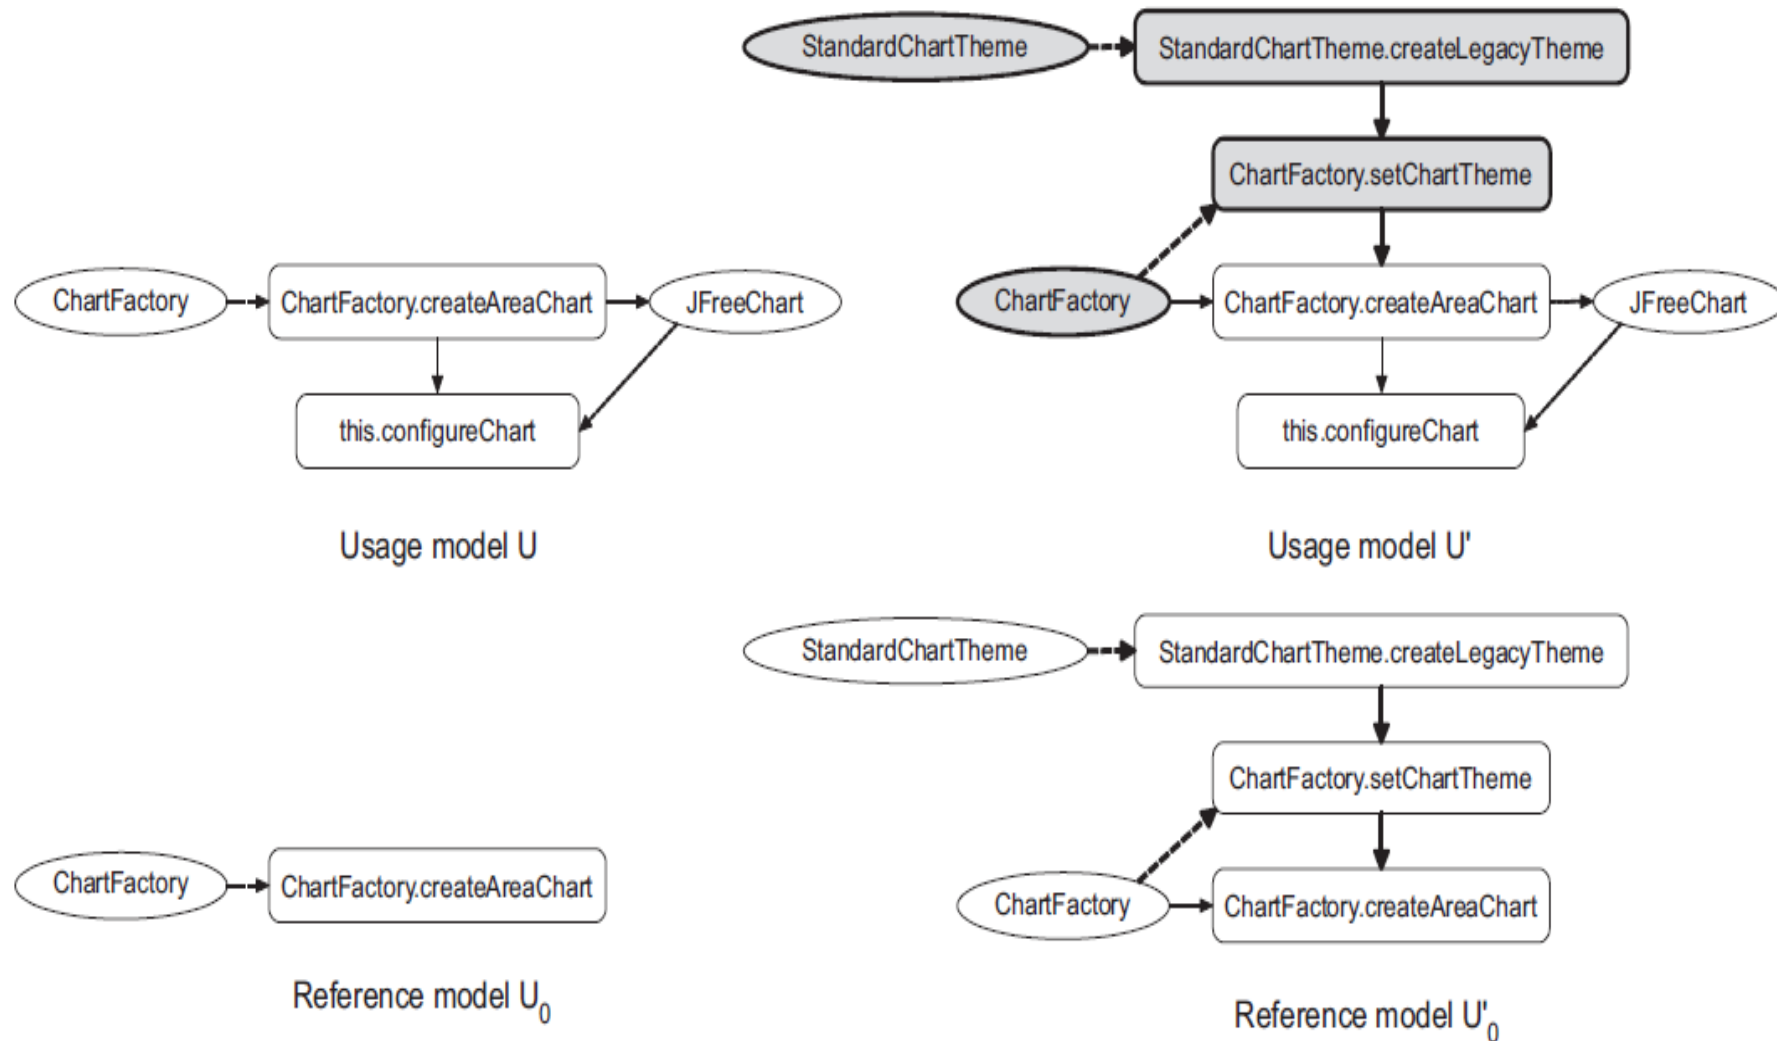 StandardChartTheme
StandardChartTheme.createLegacyTheme
ChartFactory.setChartTheme
ChartFactory
ChartFactory.createAreaChart
JFreeChart
ChartFactory
ChartFactory.createAreaChart
JFreeChart
this.configureChart
this.configureChart
Usage model U
Usage model U'
StandardChartTheme
StandardChartTheme.createLegacyTheme
ChartFactory.setChartTheme
ChartFactory
ChartFactory.createAreaChart
ChartFactory
ChartFactory.createAreaChart
Reference model U0
Reference model U'0